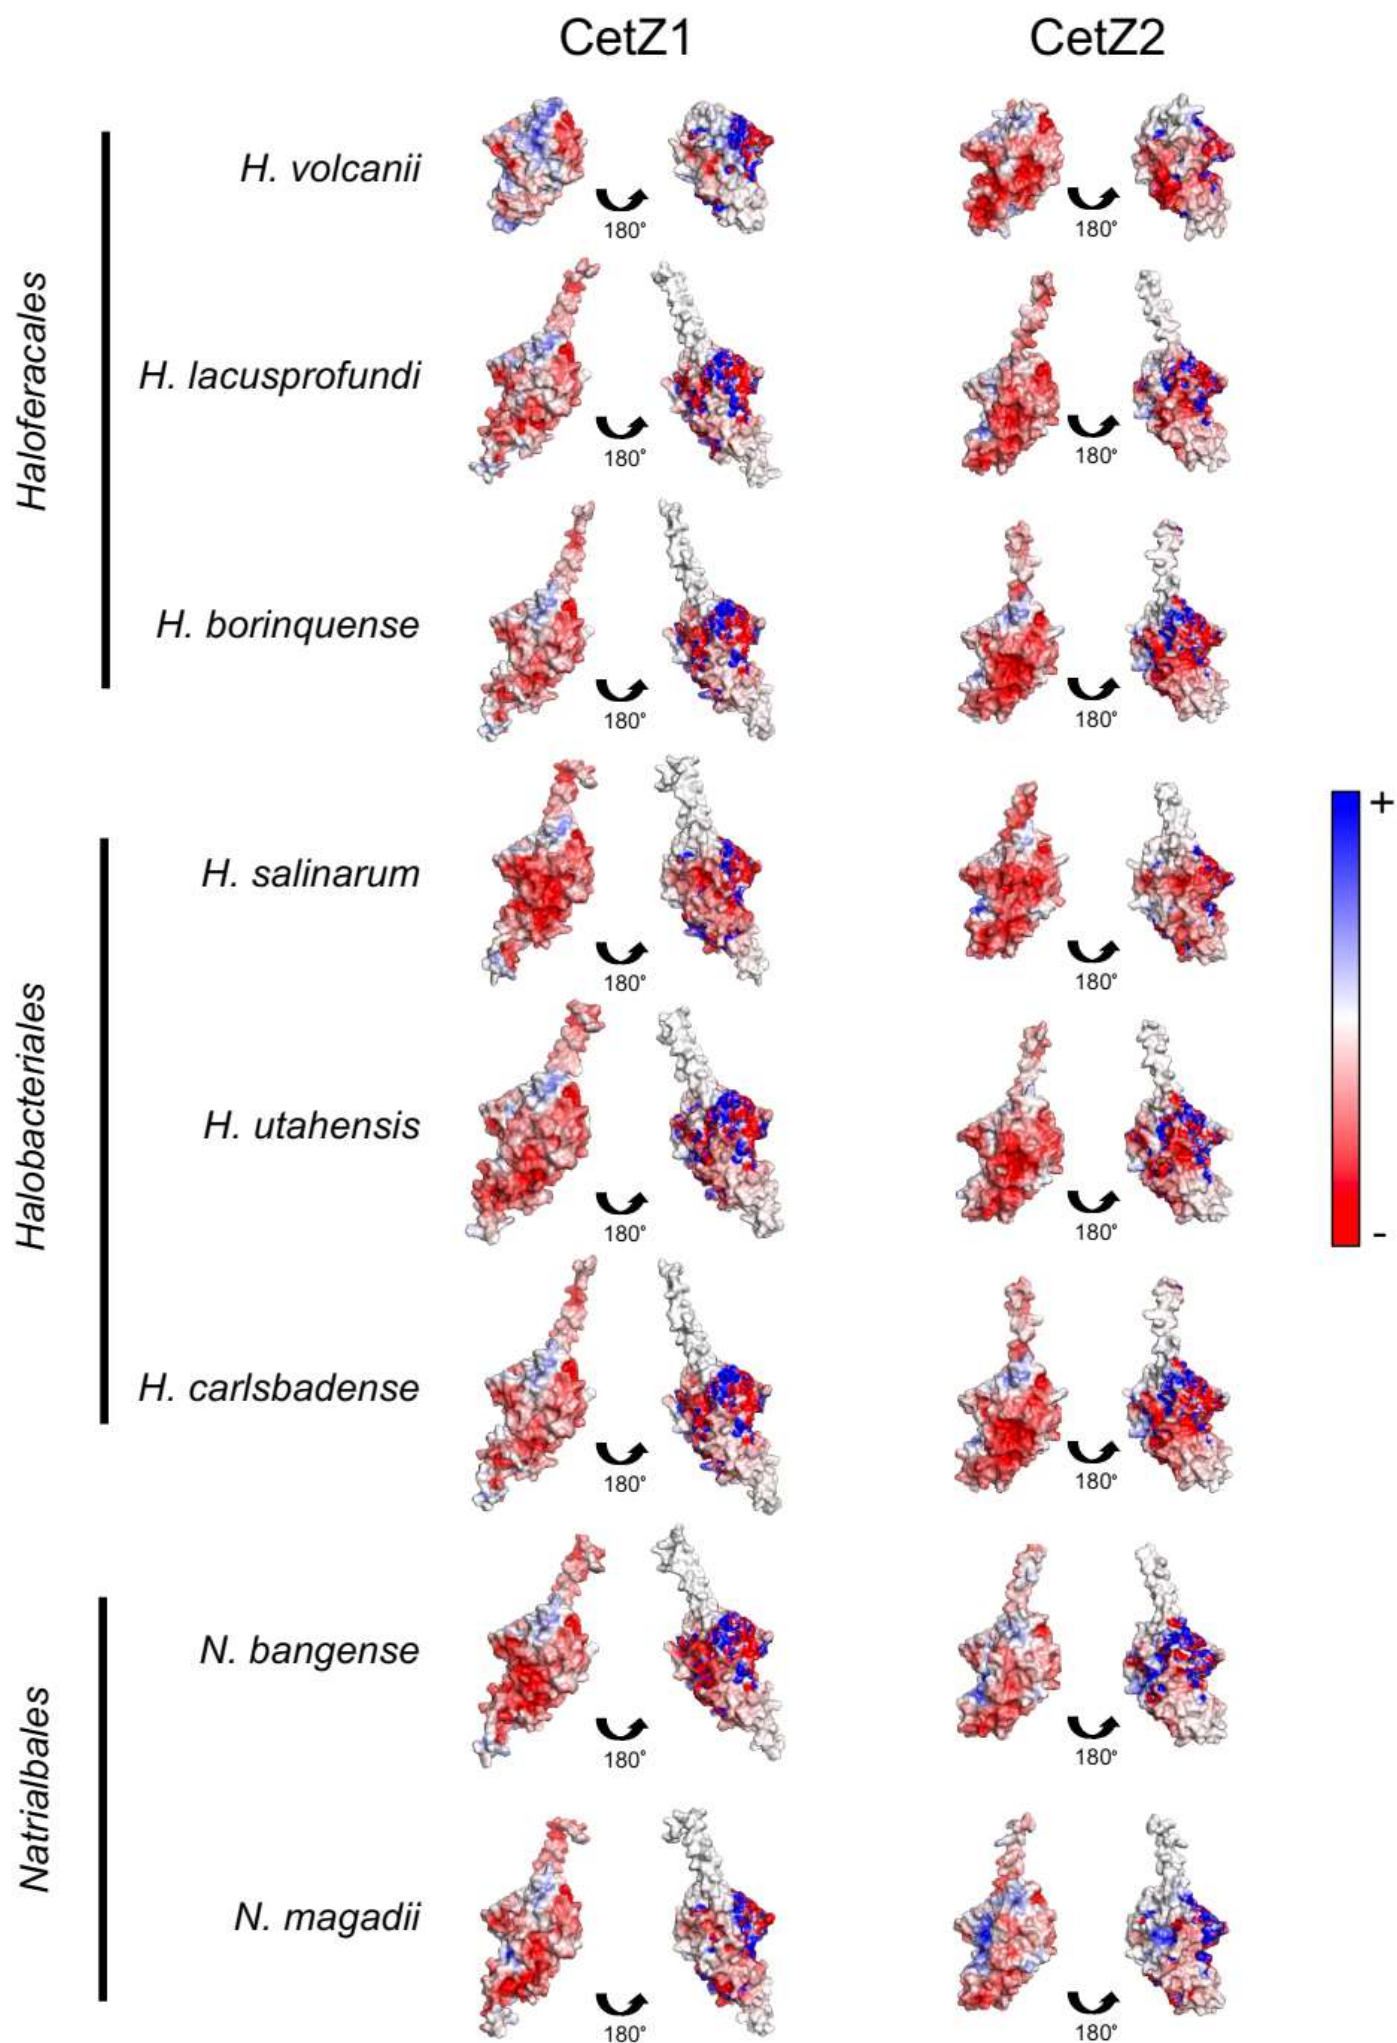 CetZ1 CetZ2
Haloferacales
H. volcanii
180° 180°
H. lacusprofundi
180° 180°
H. borinquense
180° 180°
Halobacteriales
H. salinarum
180° 180°
H. utahensis
180° 180°
H. carlsbadense
180° 180°
Natrialbales
N. bangense
180° 180°
N. magadii
180° 180°
+
-